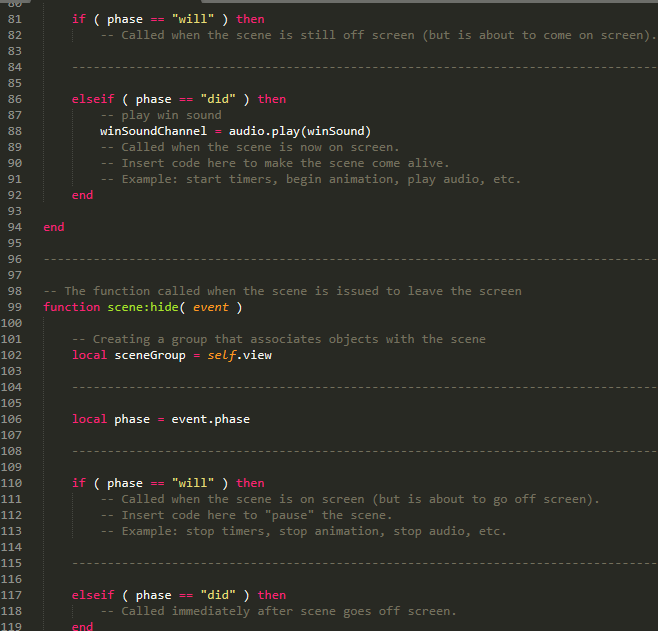 80
81 if ( phase == "will" ) then
82 -- Called when the scene is still off screen (but is about to come on screen).
83
84 --------------------------------------------------------------------------------
85
86 elseif ( phase == "did" ) then
87 -- play win sound
88 winSoundChannel = audio.play(winSound)
89 -- Called when the scene is now on screen.
90 -- Insert code here to make the scene come alive.
91 -- Example: start timers, begin animation, play audio, etc.
92 end
93
94 end
95
96 --------------------------------------------------------------------------------
97
98 -- The function called when the scene is issued to leave the screen
99 function scene:hide( event )
100
101 -- Creating a group that associates objects with the scene
102 local sceneGroup = self.view
103
104 --------------------------------------------------------------------------------
105
106 local phase = event.phase
107
108 --------------------------------------------------------------------------------
109
110 if ( phase == "will" ) then
111 -- Called when the scene is on screen (but is about to go off screen).
112 -- Insert code here to "pause" the scene.
113 -- Example: stop timers, stop animation, stop audio, etc.
114
115 --------------------------------------------------------------------------------
116
117 elseif ( phase == "did" ) then
118 -- Called immediately after scene goes off screen.
119 end